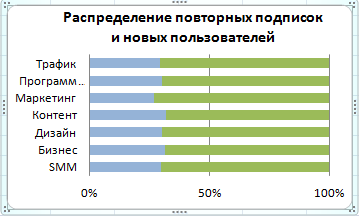 Распределение повторных подписок
и новых пользователей
Трафик
Программ...
Маркетинг
Контент
Дизайн
Бизнес
SMM
0%
50%
100%